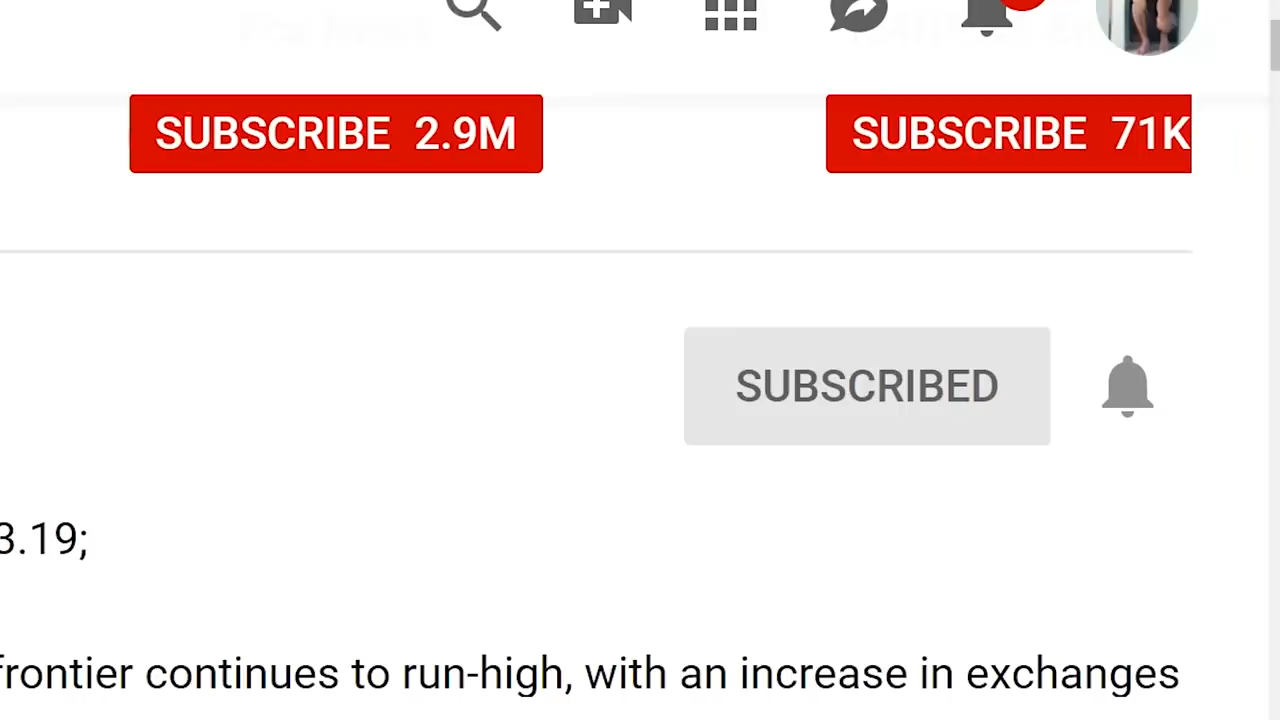 SUBSCRIBE 2.9M
SUBSCRIBE 71K
SUBSCRIBED
3.19;
frontier continues to run-high, with an increase in exchanges